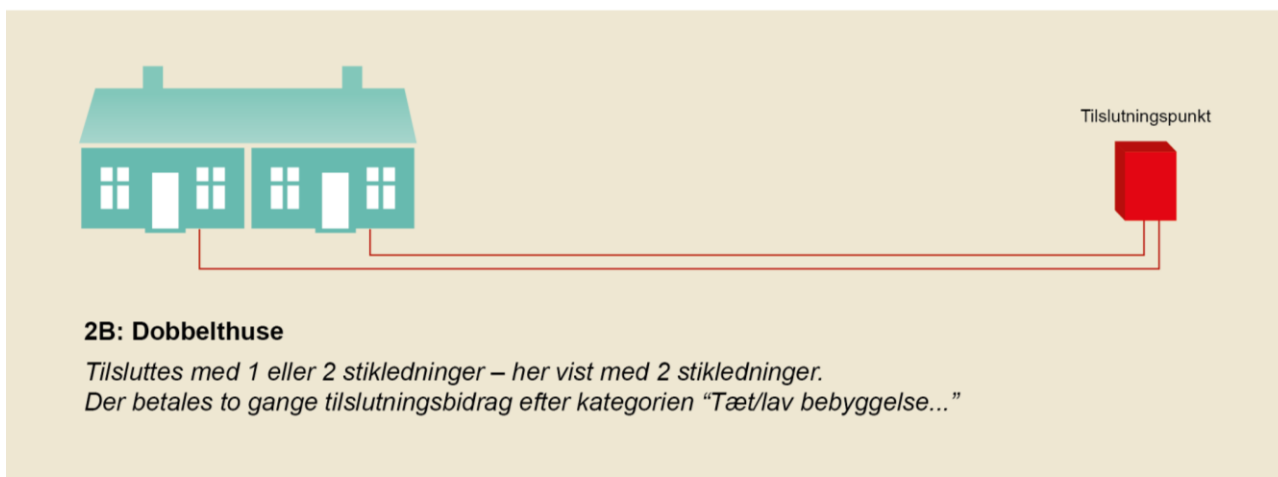 Tilslutningspunkt
2B: Dobbelthuse
Tilsluttes med 1 eller 2 stikledninger – her vist med 2 stikledninger.
Der betales to gange tilslutningsbidrag efter kategorien “Tæt/lav bebyggelse...”